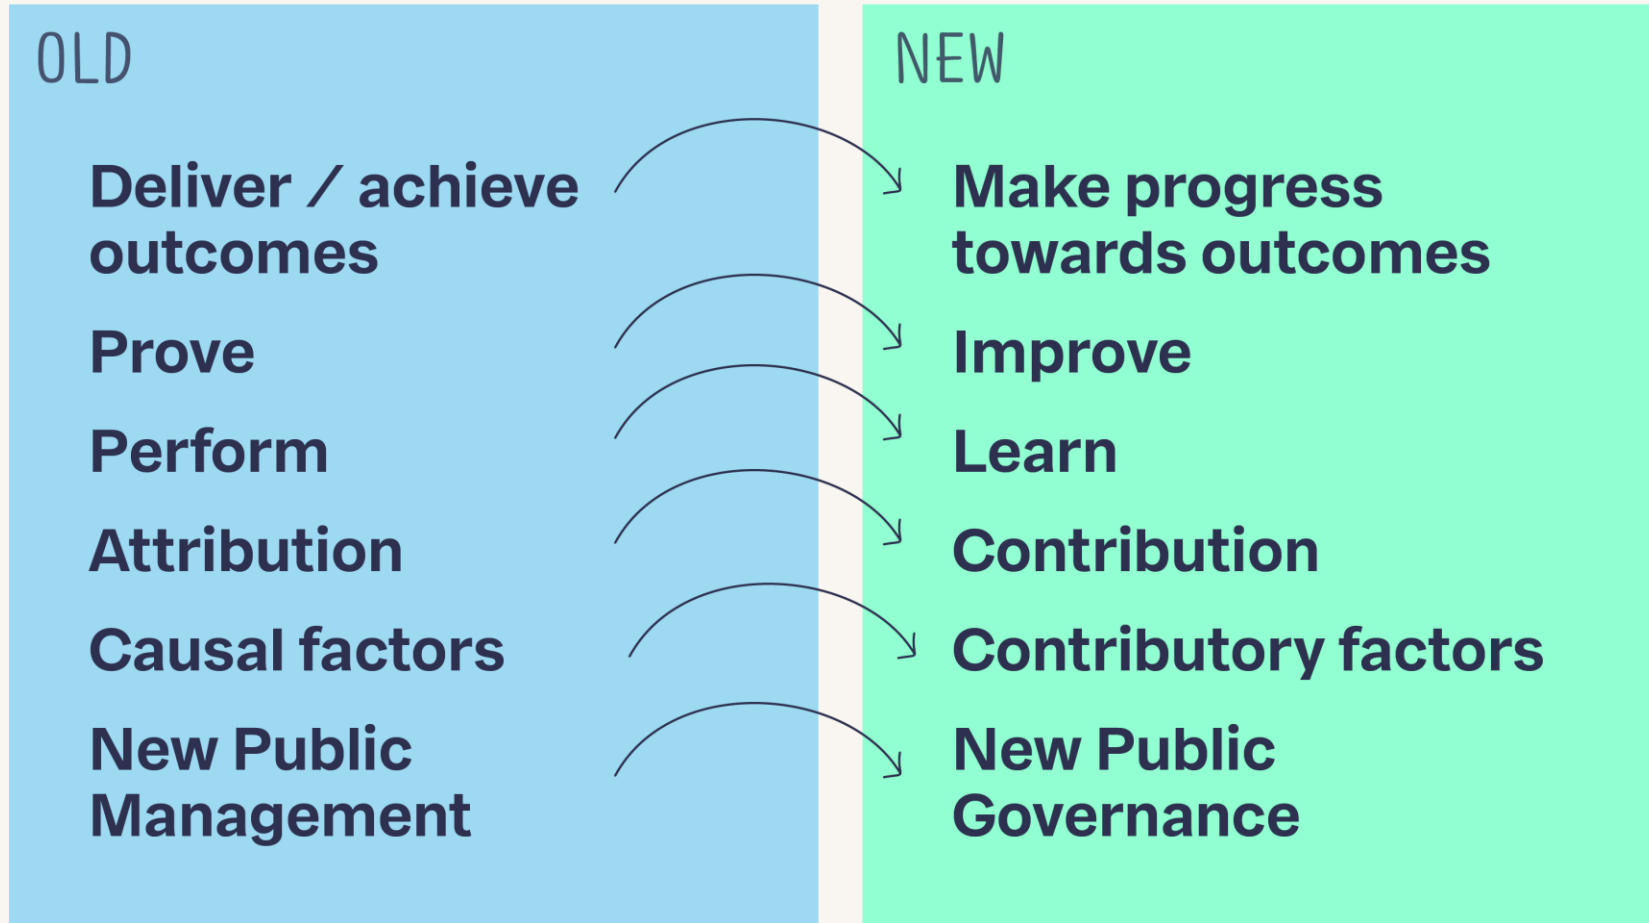 OLD
Deliver / achieve
outcomes
Prove
Perform
Attribution
Causal factors
New Public
Management
NEW
Make progress
towards outcomes
Improve
Learn
Contribution
Contributory factors
New Public
Governance